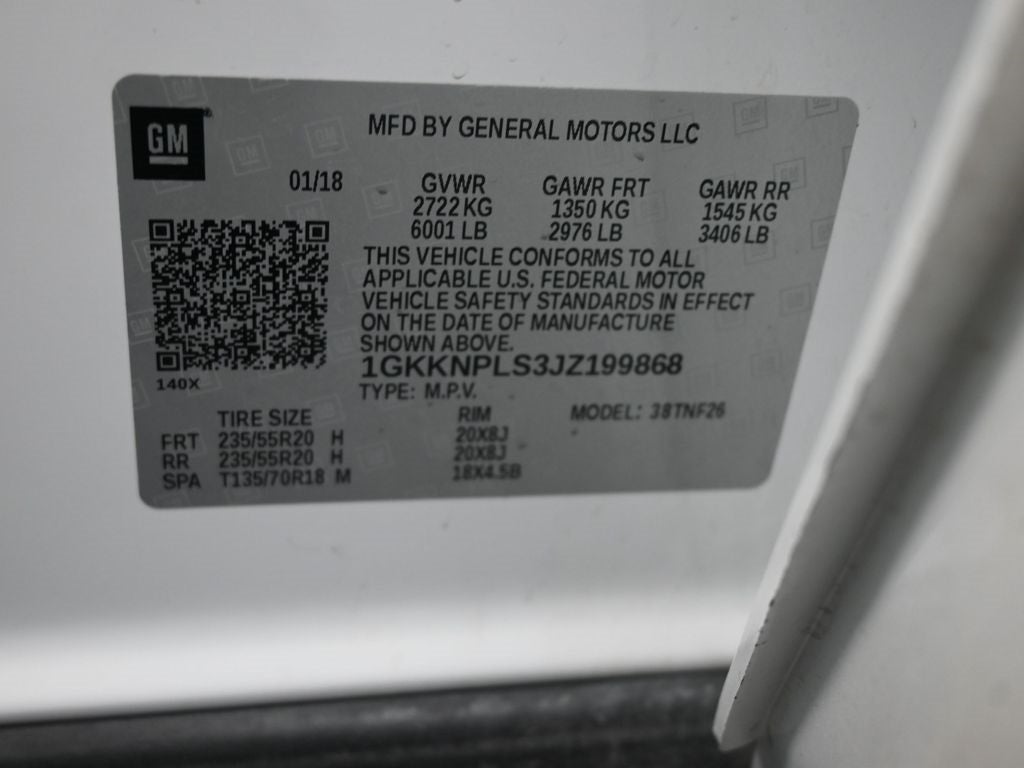 GM
MFD BY GENERAL MOTORS LLC
01/18 GVWR GAWR FRT GAWR RR
2722 KG 1350 KG 1545 KG
6001 LB 2976 LB 3406 LB
THIS VEHICLE CONFORMS TO ALL
APPLICABLE U.S. FEDERAL MOTOR
VEHICLE SAFETY STANDARDS IN EFFECT
ON THE DATE OF MANUFACTURE
SHOWN ABOVE.
1GKKNPLS3JZ199868
140X
TYPE: M.P.V.
TIRE SIZE RIM MODEL: 38TNF26
FRT 235/55R20 H 20X8J
RR 235/55R20 H 20X8J
SPA T135/70R18 M 18X4.5B